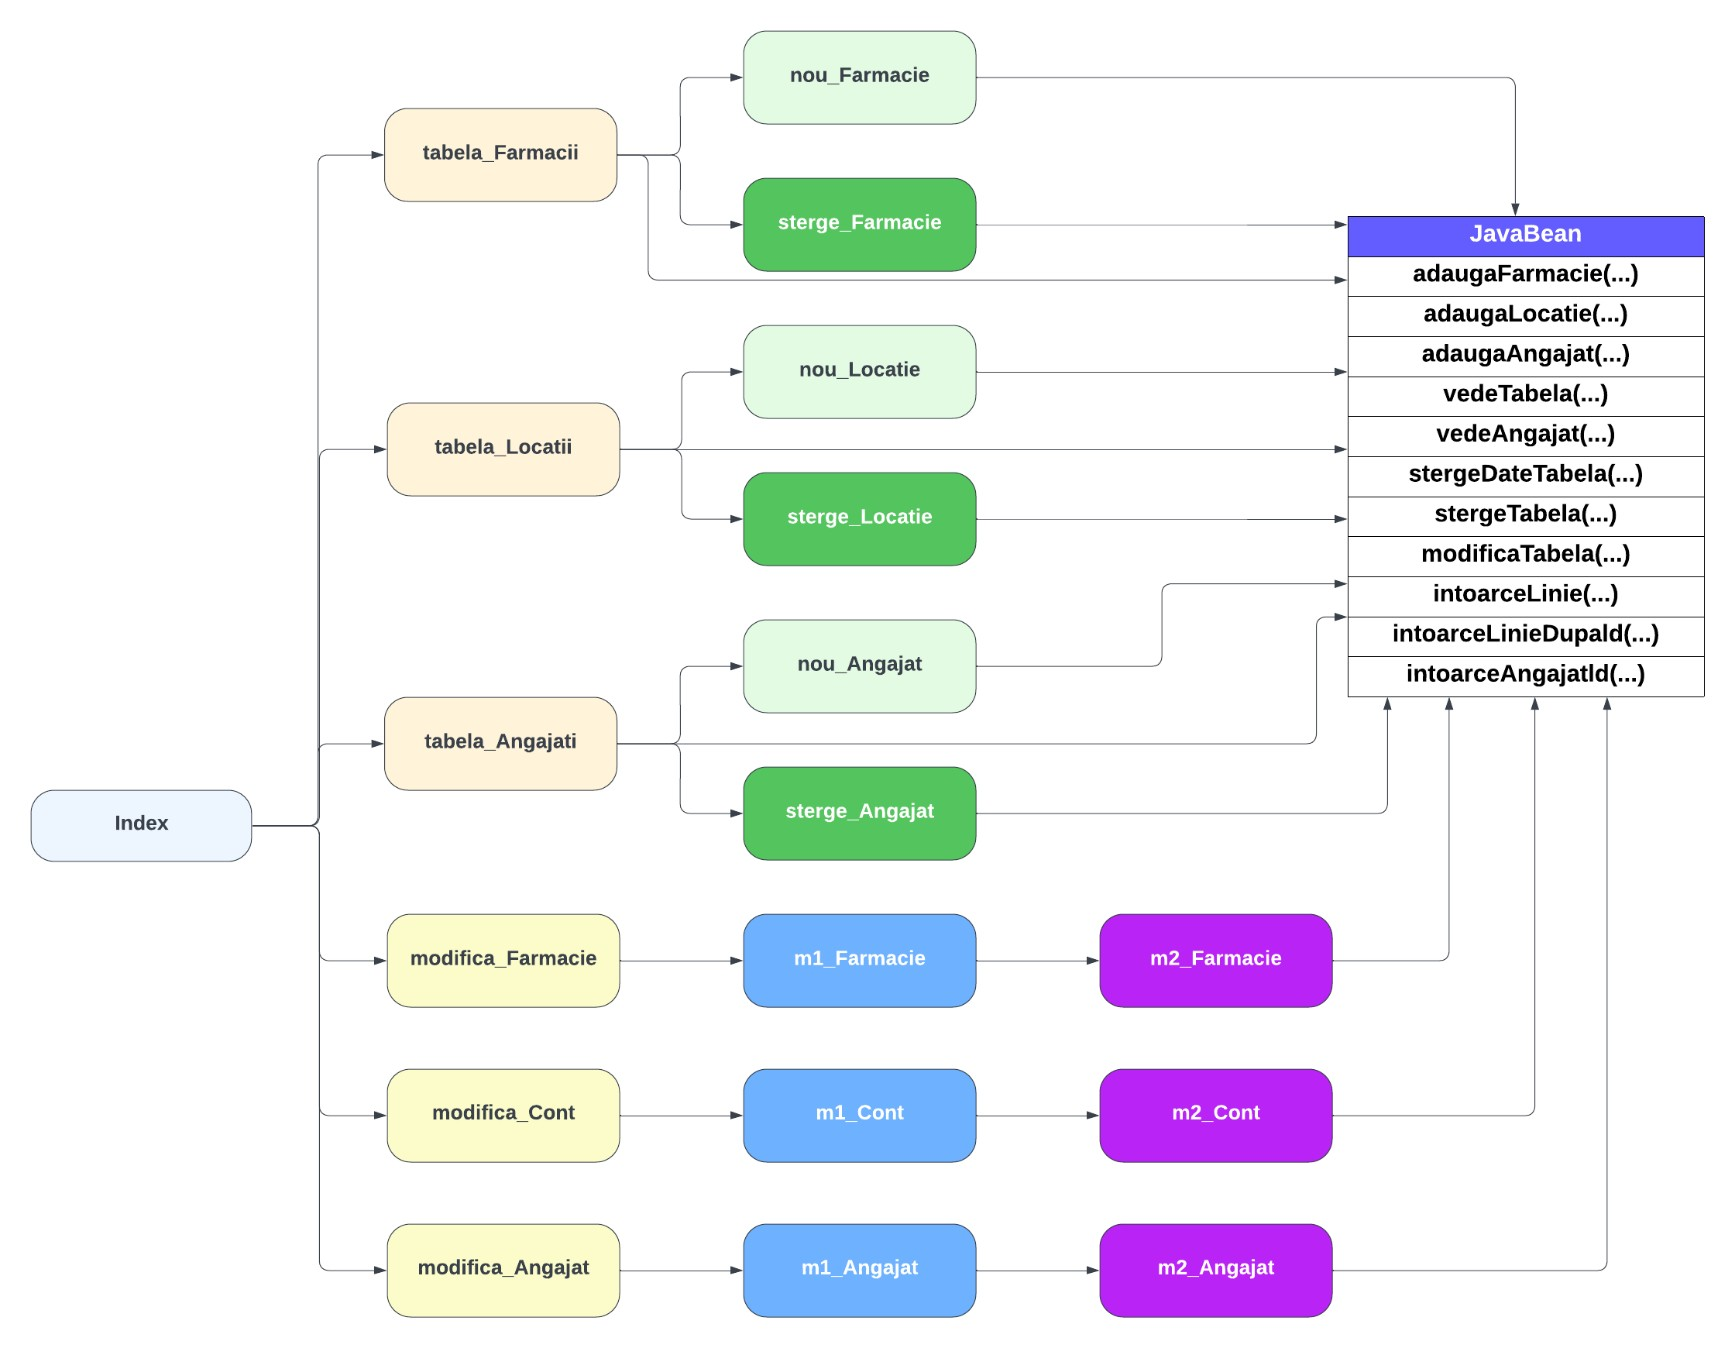 nou_Farmacie
tabela_Farmacii
sterge_Farmacie
JavaBean
adaugaFarmacie(...)
adaugaLocatie(...)
adaugaAngajat(...)
vedeTabela(...)
vedeAngajat(...)
stergeDateTabela(...)
stergeTabela(...)
modificaTabela(...)
intoarceLinie(...)
intoarceLinieDupaId(...)
intoarceAngajatId(...)
nou_Locatie
tabela_Locatii
sterge_Locatie
nou_Angajat
tabela_Angajati
sterge_Angajat
Index
modifica_Farmacie
m1_Farmacie
m2_Farmacie
modifica_Cont
m1_Cont
m2_Cont
modifica_Angajat
m1_Angajat
m2_Angajat